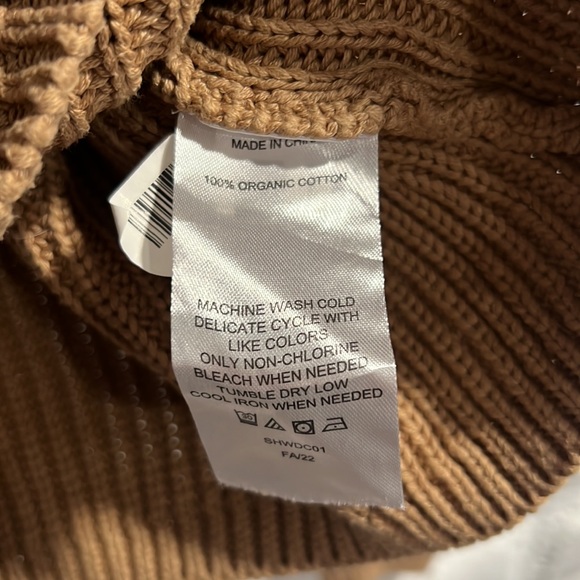 MADE IN
100% ORGANIC COTTON
MACHINE WASH COLD
DELICATE CYCLE WITH
LIKE COLORS
ONLY NON-CHLORINE
BLEACH WHEN NEEDED
TUMBLE DRY LOW
COOL IRON WHEN NEEDED
SHWDC01
FA/22